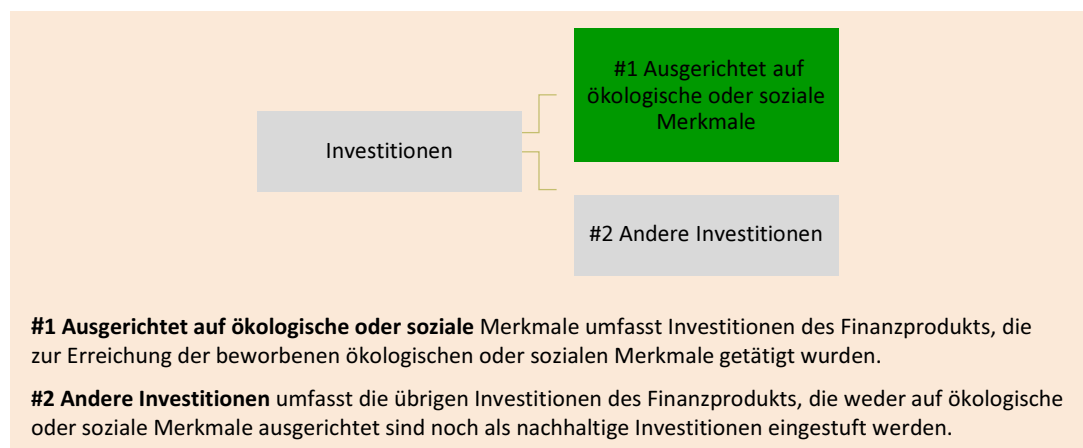 #1 Ausgerichtet auf
ökologische oder soziale
Merkmale
Investitionen
#2 Andere Investitionen
#1 Ausgerichtet auf ökologische oder soziale Merkmale umfasst Investitionen des Finanzprodukts, die
zur Erreichung der beworbenen ökologischen oder sozialen Merkmale getätigt wurden.
#2 Andere Investitionen umfasst die übrigen Investitionen des Finanzprodukts, die weder auf ökologische
oder soziale Merkmale ausgerichtet sind noch als nachhaltige Investitionen eingestuft werden.